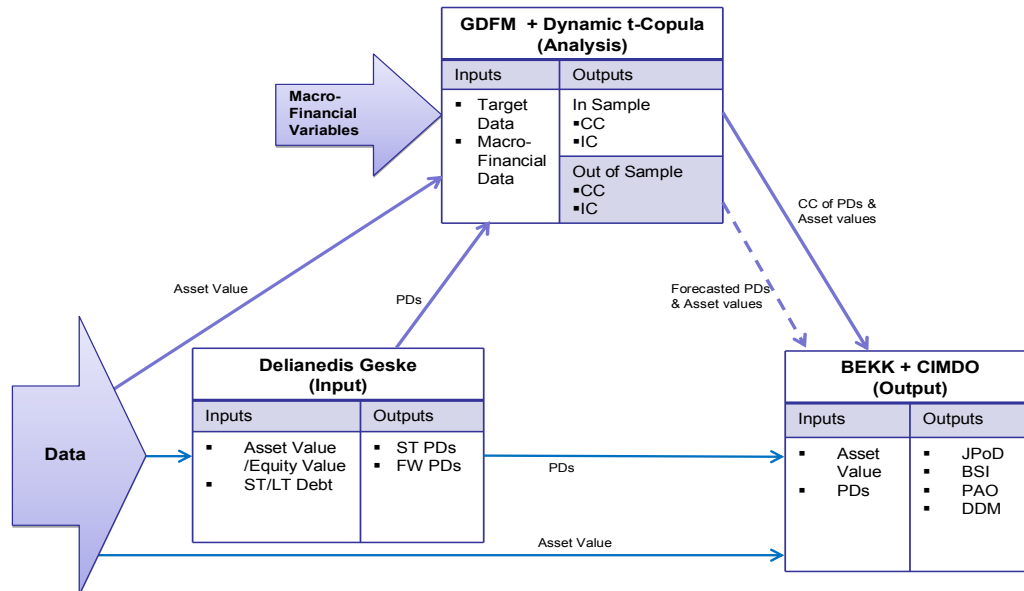 GDFM + Dynamic t-Copula
(Analysis)
Inputs
Outputs
▪ Target
Data
▪ Macro-
Financial
Data
In Sample
▪CC
▪IC
Out of Sample
▪CC
▪IC
Macro-
Financial
Variables
CC of PDs &
Asset values
Asset Value
PDs
Forecasted PDs
& Asset values
Data
Delianedis Geske
(Input)
Inputs
Outputs
▪ Asset Value
/Equity Value
▪ ST/LT Debt
▪ ST PDs
▪ FW PDs
PDs
Asset Value
BEKK + CIMDO
(Output)
Inputs
Outputs
▪ Asset
Value
▪ PDs
▪ JPoD
▪ BSI
▪ PAO
▪ DDM